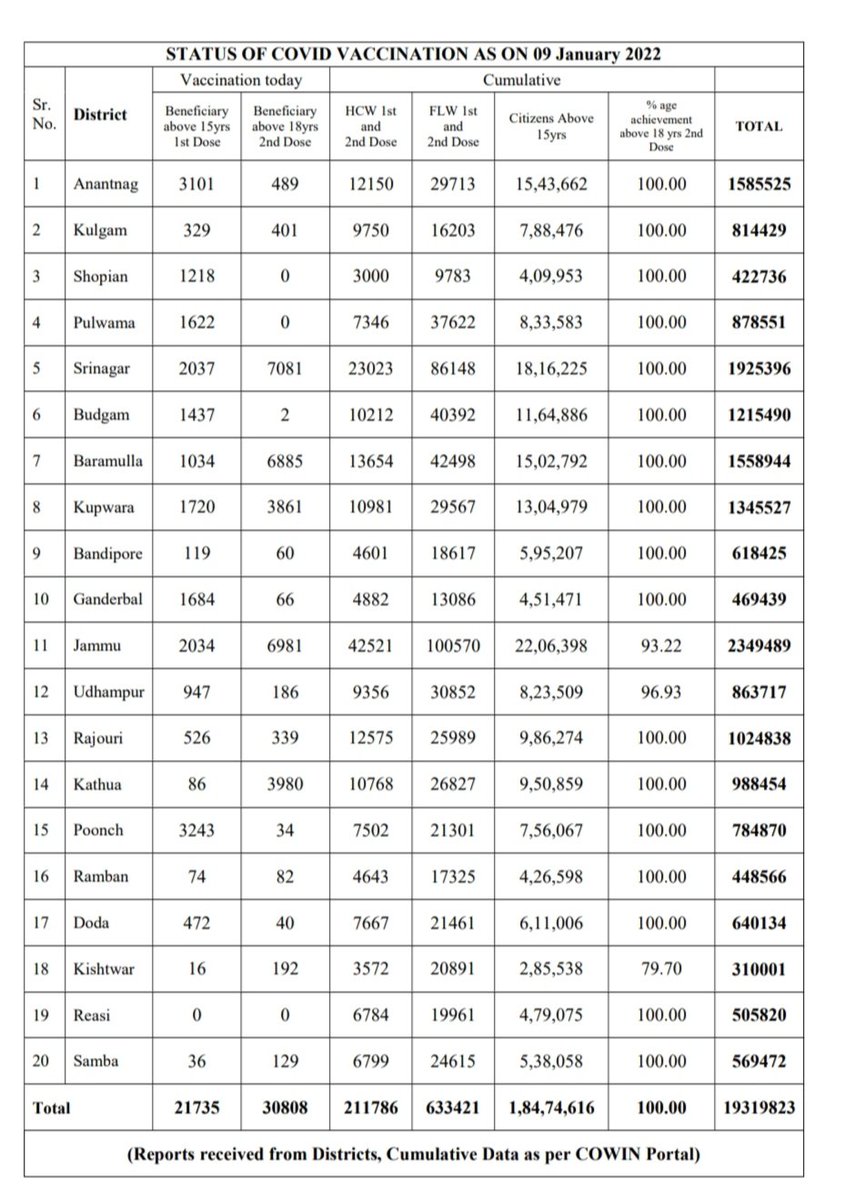 STATUS OF COVID VACCINATION AS ON 09 January 2022
Vaccination today Cumulative
Sr. No. District Beneficiary above 15yrs 1st Dose Beneficiary above 18yrs 2nd Dose HCW 1st and 2nd Dose FLW 1st and 2nd Dose Citizens Above 15yrs % age achievement above 18 yrs 2nd Dose TOTAL
1 Anantnag 3101 489 12150 29713 15,43,662 100.00 1585525
2 Kulgam 329 401 9750 16203 7,88,476 100.00 814429
3 Shopian 1218 0 3000 9783 4,09,953 100.00 422736
4 Pulwama 1622 0 7346 37622 8,33,583 100.00 878551
5 Srinagar 2037 7081 23023 86148 18,16,225 100.00 1925396
6 Budgam 1437 2 10212 40392 11,64,886 100.00 1215490
7 Baramulla 1034 6885 13654 42498 15,02,792 100.00 1558944
8 Kupwara 1720 3861 10981 29567 13,04,979 100.00 1345527
9 Bandipore 119 60 4601 18617 5,95,207 100.00 618425
10 Ganderbal 1684 66 4882 13086 4,51,471 100.00 469439
11 Jammu 2034 6981 42521 100570 22,06,398 93.22 2349489
12 Udhampur 947 186 9356 30852 8,23,509 96.93 863717
13 Rajouri 526 339 12575 25989 9,86,274 100.00 1024838
14 Kathua 86 3980 10768 26827 9,50,859 100.00 988454
15 Poonch 3243 34 7502 21301 7,56,067 100.00 784870
16 Ramban 74 82 4643 17325 4,26,598 100.00 448566
17 Doda 472 40 7667 21461 6,11,006 100.00 640134
18 Kishtwar 16 192 3572 20891 2,85,538 79.70 310001
19 Reasi 0 0 6784 19961 4,79,075 100.00 505820
20 Samba 36 129 6799 24615 5,38,058 100.00 569472
Total 21735 30808 211786 633421 1,84,74,616 100.00 19319823
(Reports received from Districts, Cumulative Data as per COWIN Portal)